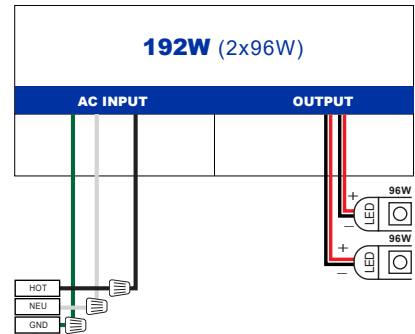 192W (2x96W)
AC INPUT
OUTPUT
96W
+
LED
−
96W
+
LED
−
HOT
NEU
GND